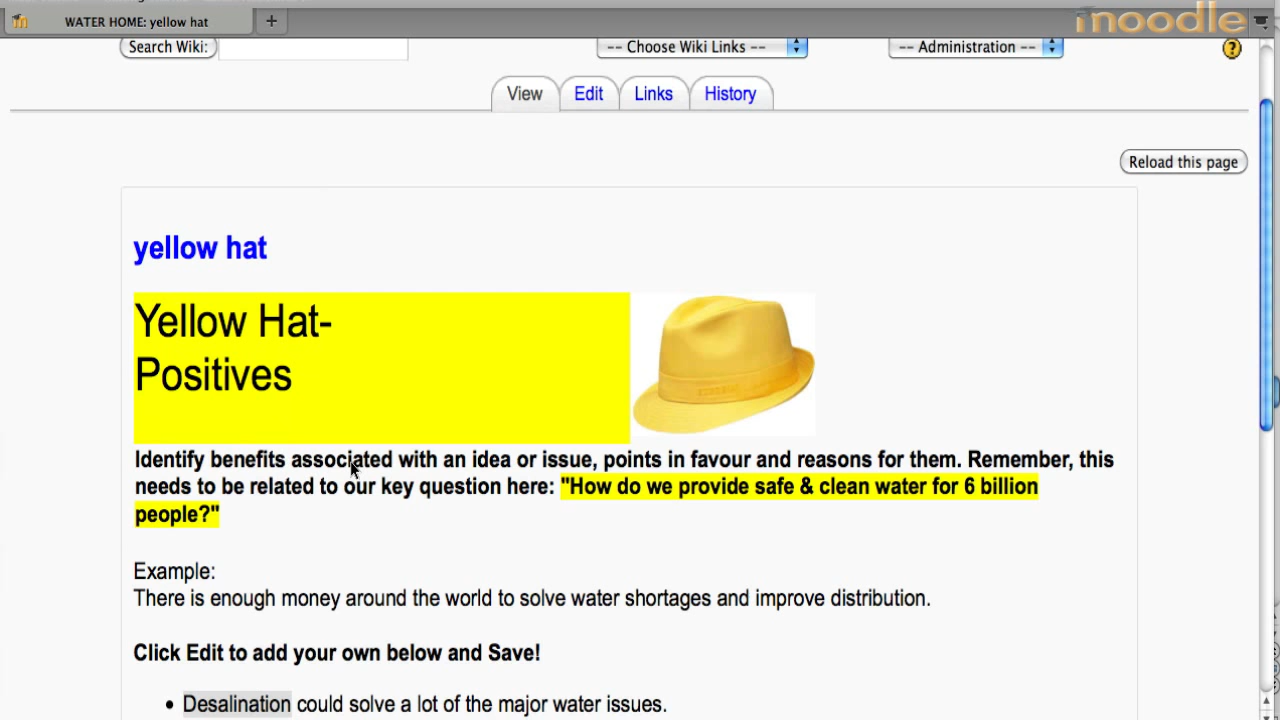 WATER HOME: yellow hat
+
moodle
Search Wiki:
-- Choose Wiki Links --
-- Administration --
?
View
Edit
Links
History
Reload this page
yellow hat
Yellow Hat-
Positives
Identify benefits associated with an idea or issue, points in favour and reasons for them. Remember, this
needs to be related to our key question here: "How do we provide safe & clean water for 6 billion
people?"
Example:
There is enough money around the world to solve water shortages and improve distribution.
Click Edit to add your own below and Save!
• Desalination could solve a lot of the major water issues.